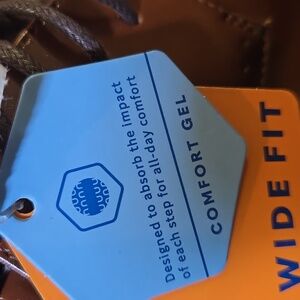 Designed to absorb the impact
of each step for all-day comfort
COMFORT GEL
WIDE FIT